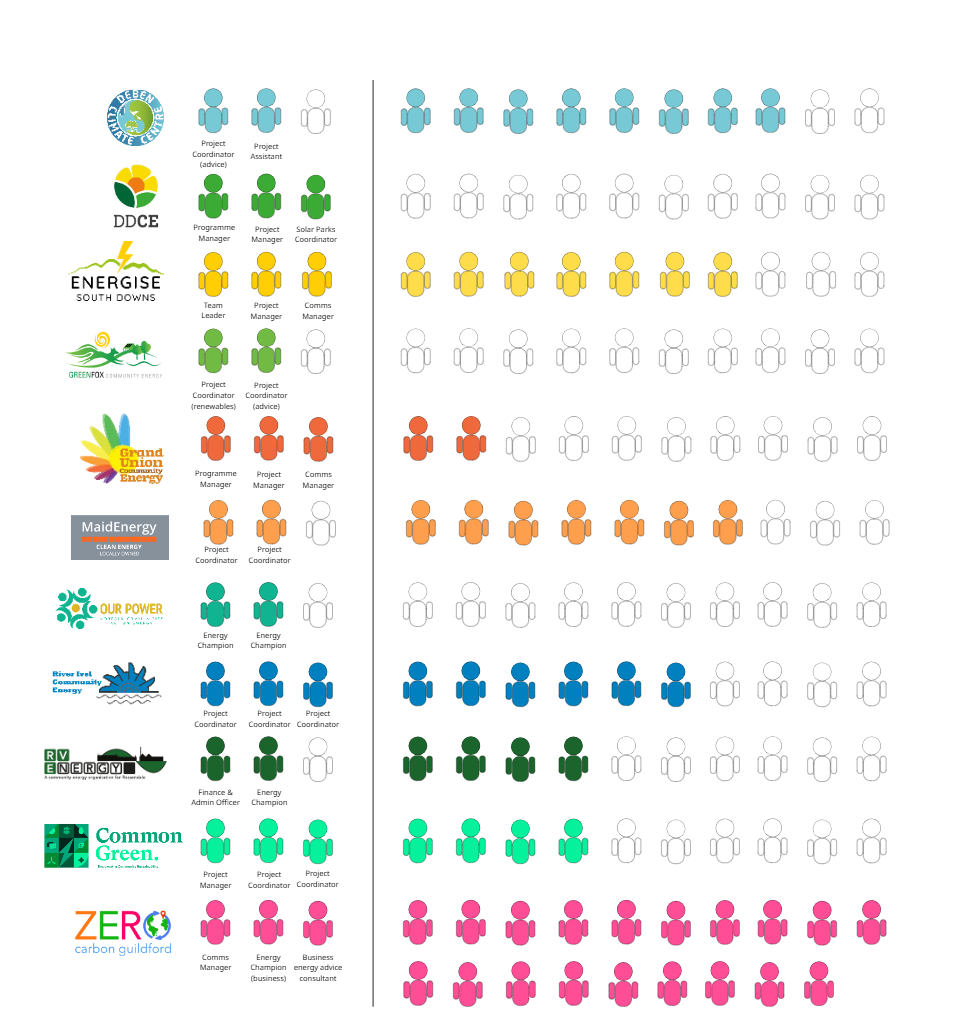 DEBEN
CLIMATE CENTRE
Project
Coordinator
(advice)
Project
Assistant
DDCE
Programme
Manager
Project
Manager
Solar Parks
Coordinator
ENERGISE
SOUTH DOWNS
Team
Leader
Project
Manager
Comms
Manager
GREENFOX COMMUNITY ENERGY
Project
Coordinator
(renewables)
Project
Coordinator
(advice)
Grand
Union
Community
Energy
Programme
Manager
Project
Manager
Comms
Manager
MaidEnergy
CLEAN ENERGY
LOCALLY OWNED
Project
Coordinator
Project
Coordinator
OUR POWER
Energy
Champion
Energy
Champion
River Ivel
Community
Energy
Project
Coordinator
Project
Coordinator
Project
Coordinator
RV
ENERGY
A community energy organisation for Rossendale
Finance &
Admin Officer
Energy
Champion
Common
Green.
Project
Manager
Project
Coordinator
Project
Coordinator
ZERO
carbon guildford
Comms
Manager
Energy
Champion
(business)
Business
energy advice
consultant